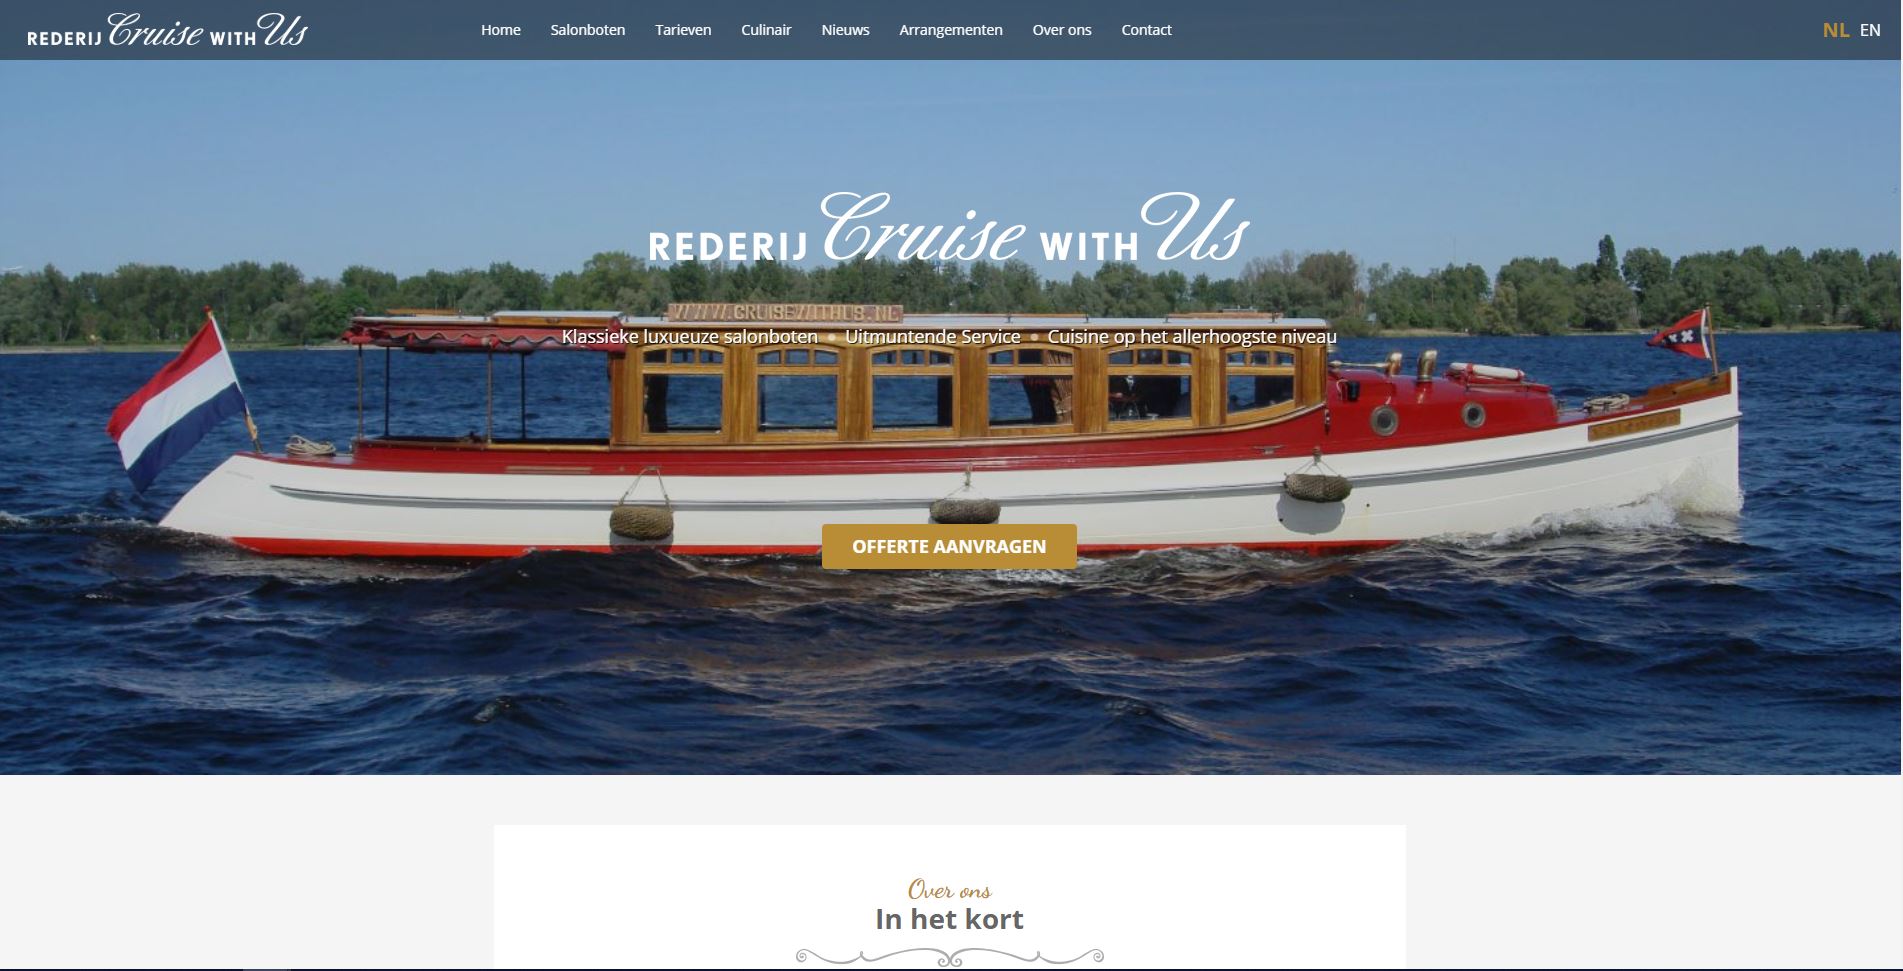 REDERIJ Cruise WITH Us
Home Salonboten Tarieven Culinair Nieuws Arrangementen Over ons Contact
NL EN
REDERIJ Cruise WITH Us
WWW.CRUISEWITHUS.NL
Klassieke luxueuze salonboten • Uitmuntende Service • Cuisine op het allerhoogste niveau
OFFERTE AANVRAGEN
Over ons
In het kort